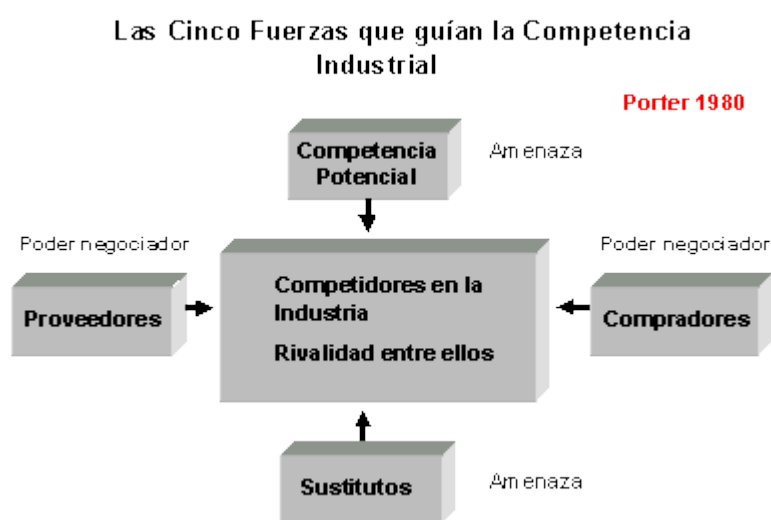 Las Cinco Fuerzas que guían la Competencia
Industrial
Porter 1980
Competencia
Potencial
Amenaza
Poder negociador
Poder negociador
Proveedores
Competidores en la
Industria
Rivalidad entre ellos
Compradores
Sustitutos
Amenaza